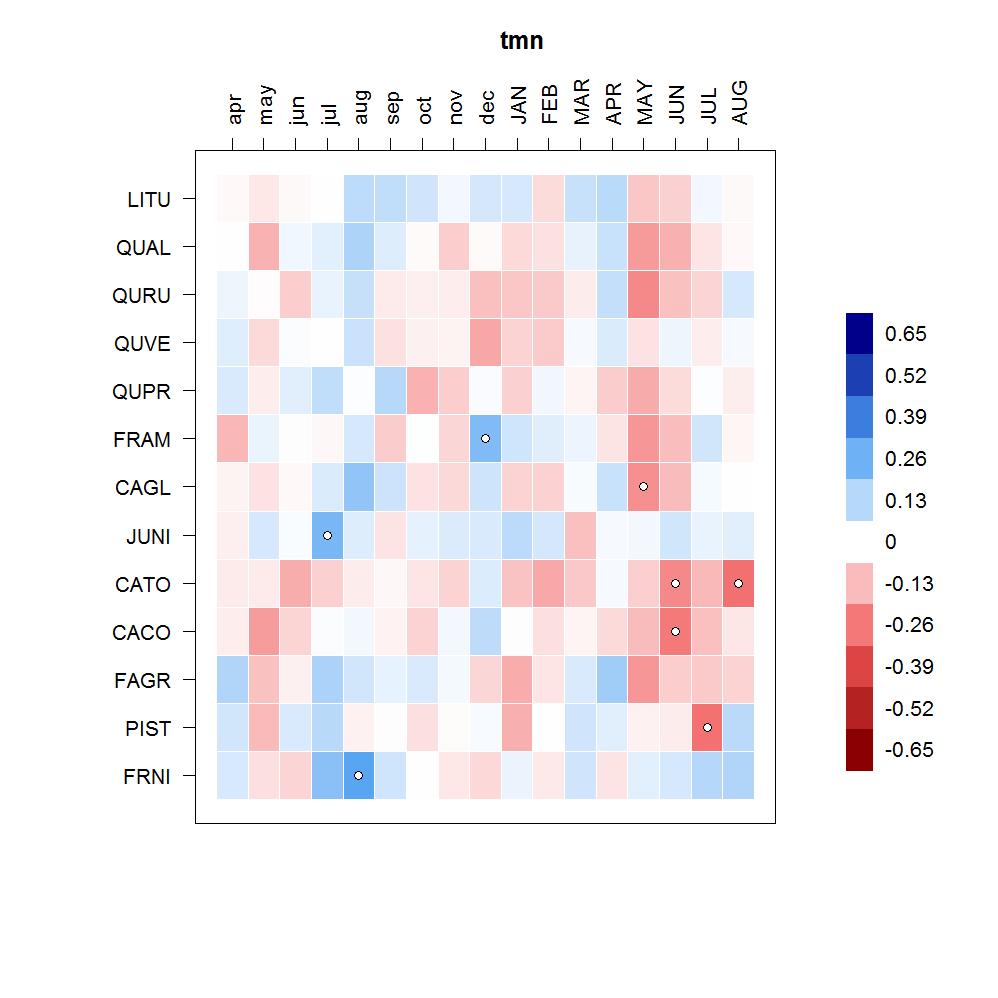 tmn
apr may jun jul aug sep oct nov dec JAN FEB MAR APR MAY JUN JUL AUG
LITU
QUAL
QURU
QUVE
QUPR
FRAM
CAGL
JUNI
CATO
CACO
FAGR
PIST
FRNI
0.65
0.52
0.39
0.26
0.13
0
-0.13
-0.26
-0.39
-0.52
-0.65